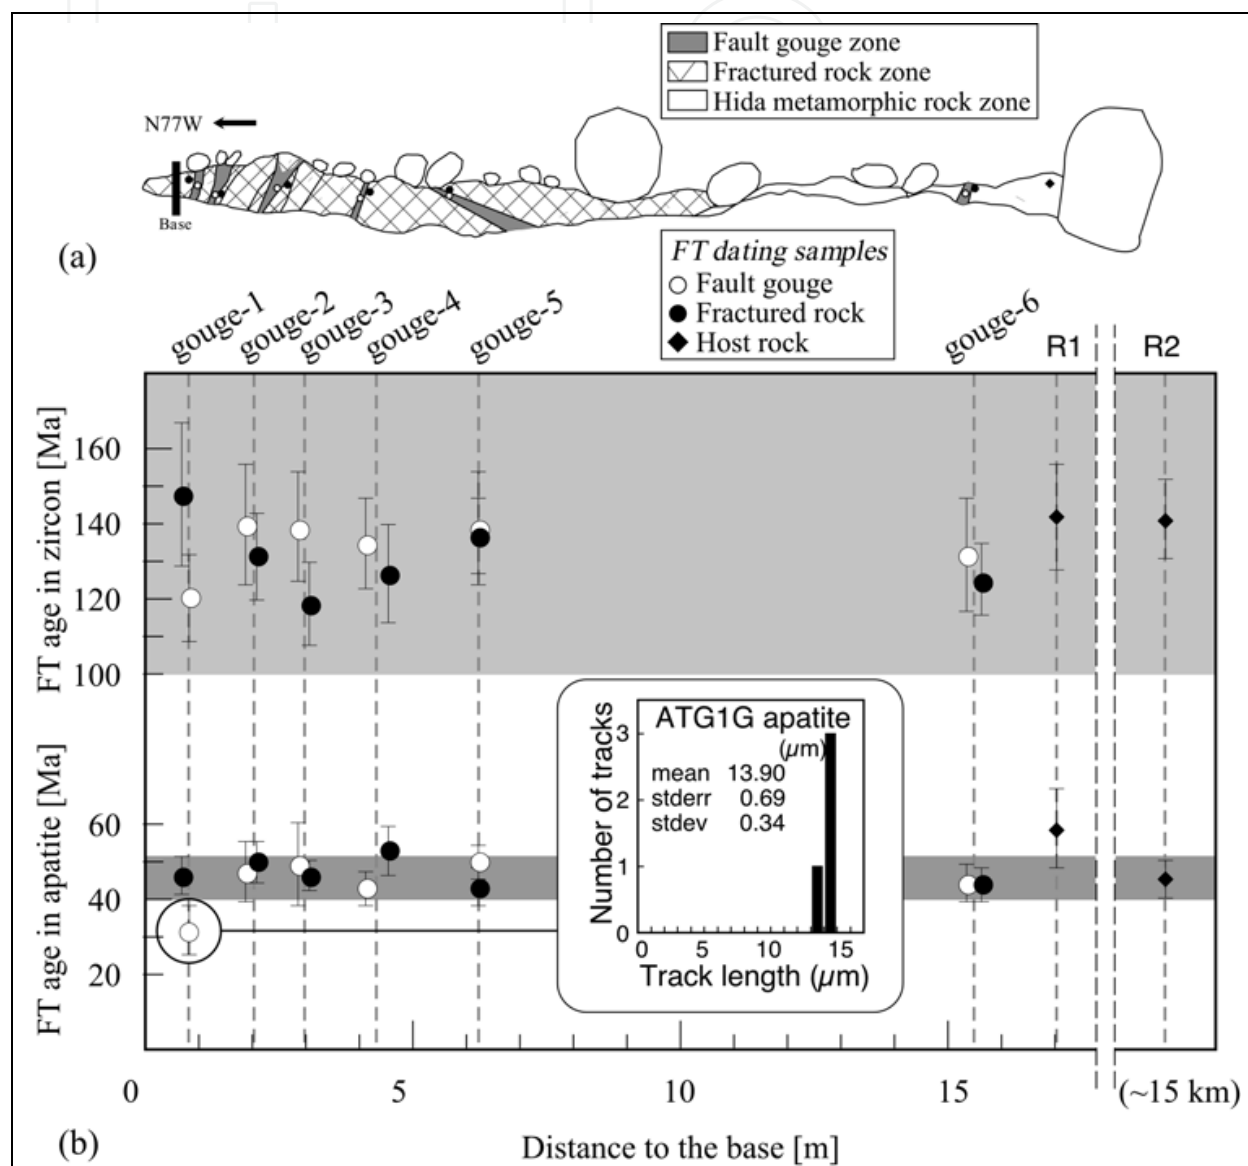 Fault gouge zone
Fractured rock zone
Hida metamorphic rock zone
N77W
Base
(a)
FT dating samples
Fault gouge
Fractured rock
Host rock
gouge-1
gouge-2
gouge-3
gouge-4
gouge-5
gouge-6
R1
R2
FT age in zircon [Ma]
160
140
120
100
FT age in apatite [Ma]
60
40
20
ATG1G apatite
(μm)
mean 13.90
stderr 0.69
stdev 0.34
Number of tracks
3
2
1
0
0 5 10 15
Track length (μm)
0 5 10 15 (~15 km)
(b)
Distance to the base [m]